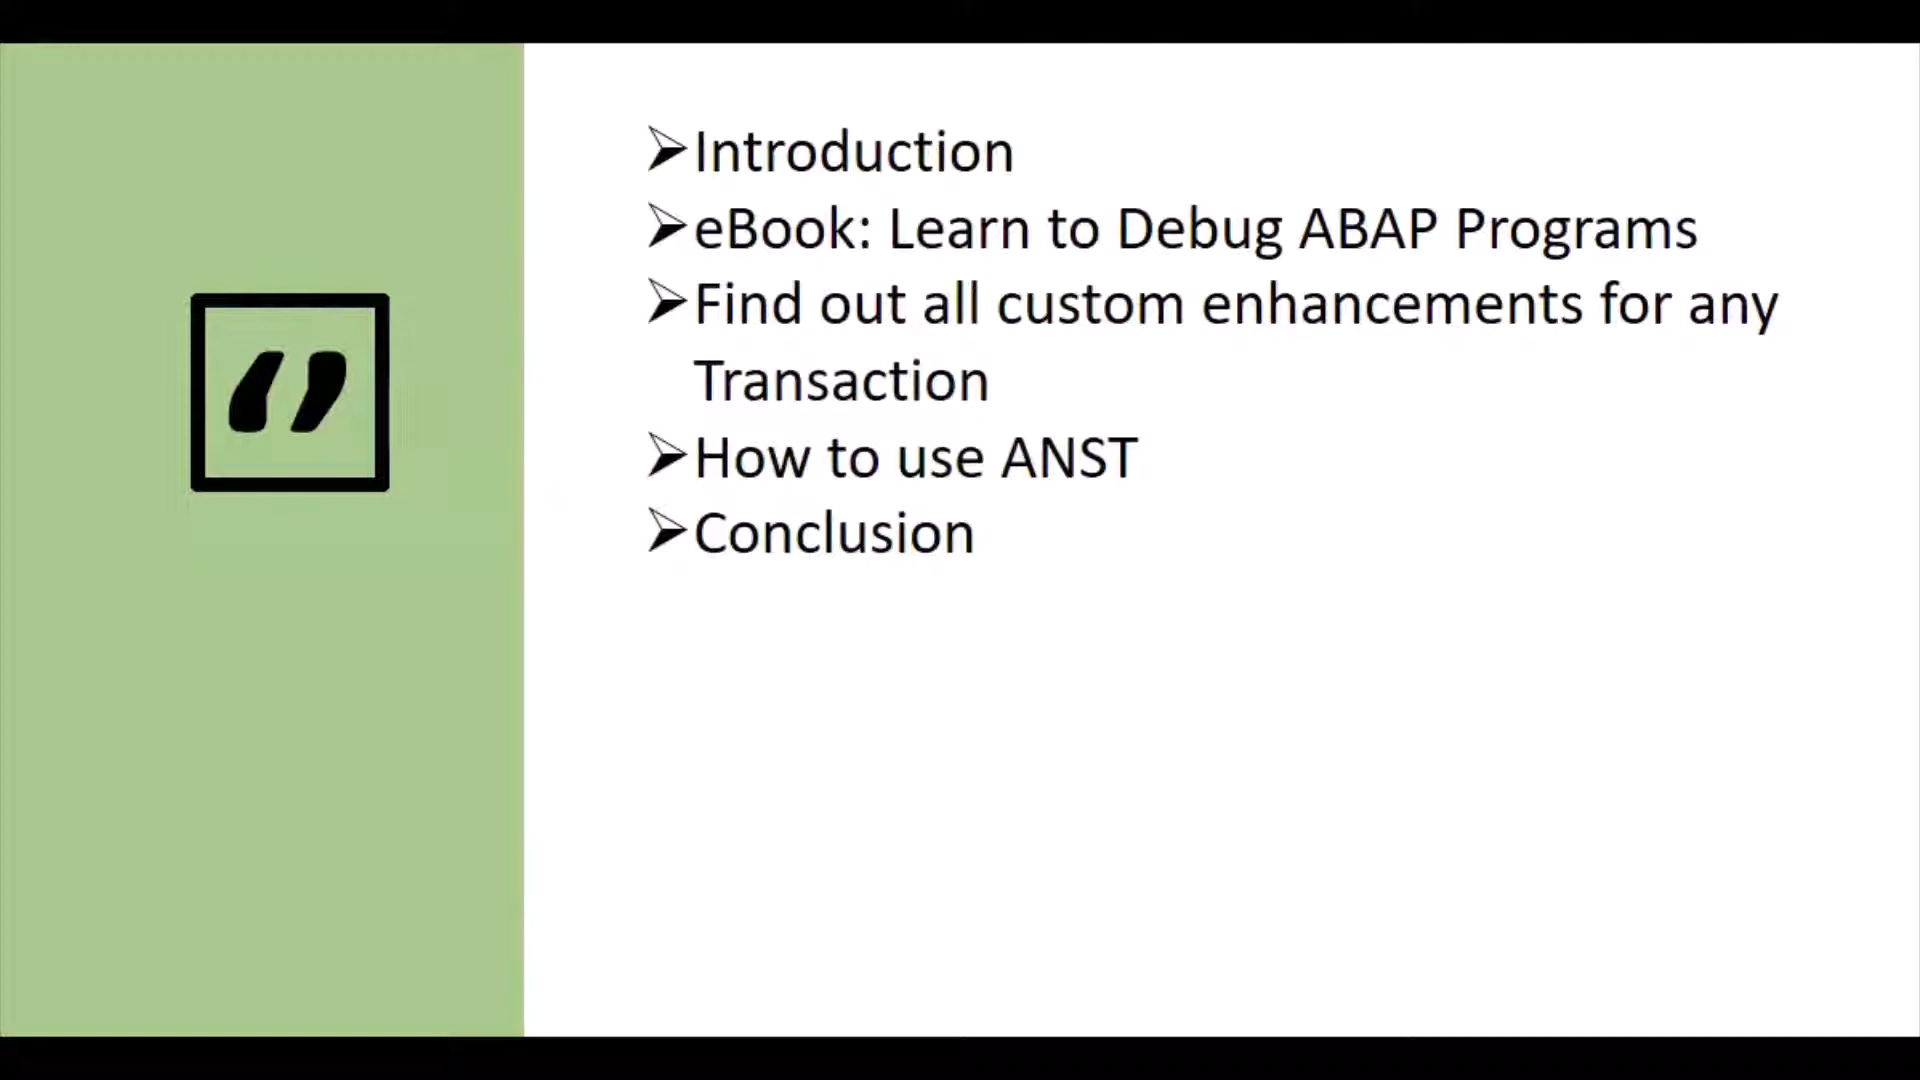 ➢Introduction
➢eBook: Learn to Debug ABAP Programs
➢Find out all custom enhancements for any
Transaction
➢How to use ANST
➢Conclusion